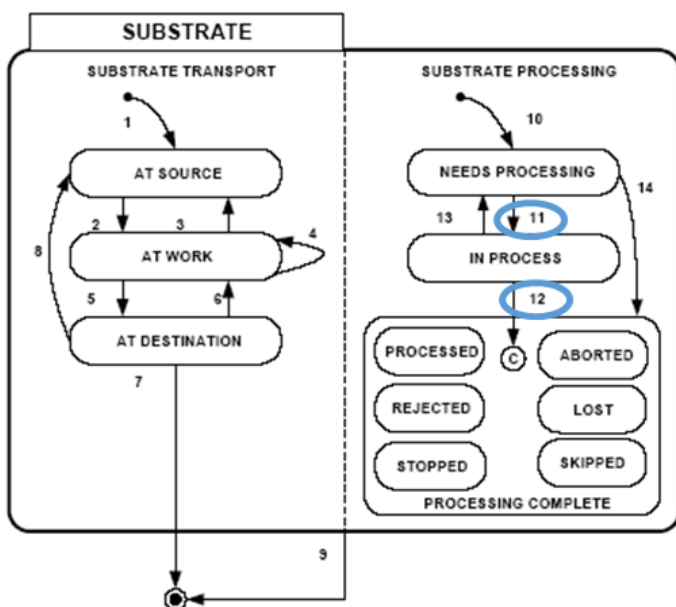 SUBSTRATE
SUBSTRATE TRANSPORT
1
AT SOURCE
2
3
4
8
AT WORK
5
6
AT DESTINATION
7
SUBSTRATE PROCESSING
10
NEEDS PROCESSING
14
13
11
IN PROCESS
12
PROCESSED
C
ABORTED
REJECTED
LOST
STOPPED
SKIPPED
PROCESSING COMPLETE
9